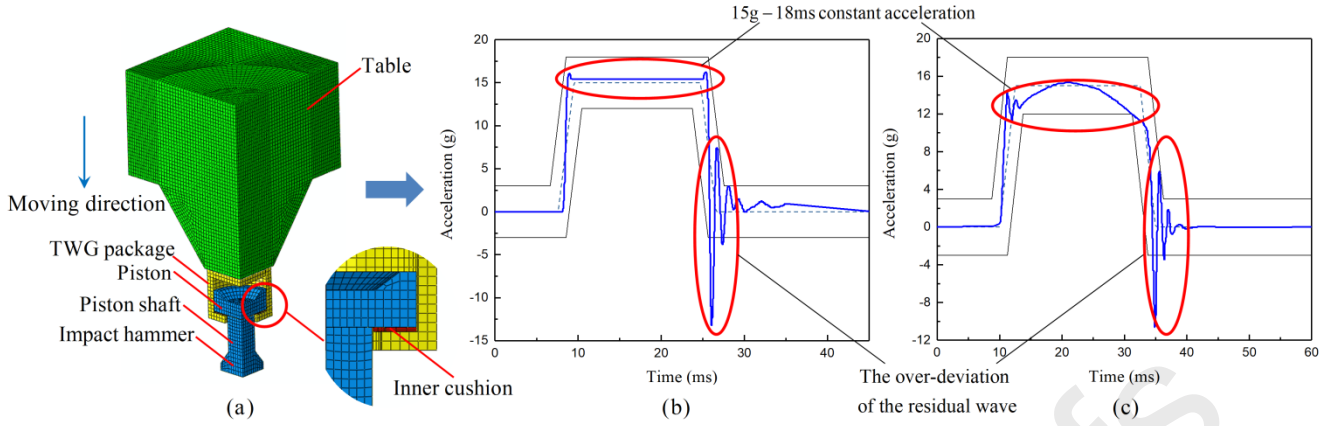 15g – 18ms constant acceleration
Table
Moving direction
TWG package
Piston
Piston shaft
Impact hammer
Inner cushion
(a)
20
15
10
5
0
-5
-10
-15
Acceleration (g)
0
10
20
30
40
Time (ms)
(b)
20
16
12
8
4
0
-4
-8
-12
Acceleration (g)
0
10
20
30
40
50
60
Time (ms)
(c)
The over-deviation
of the residual wave